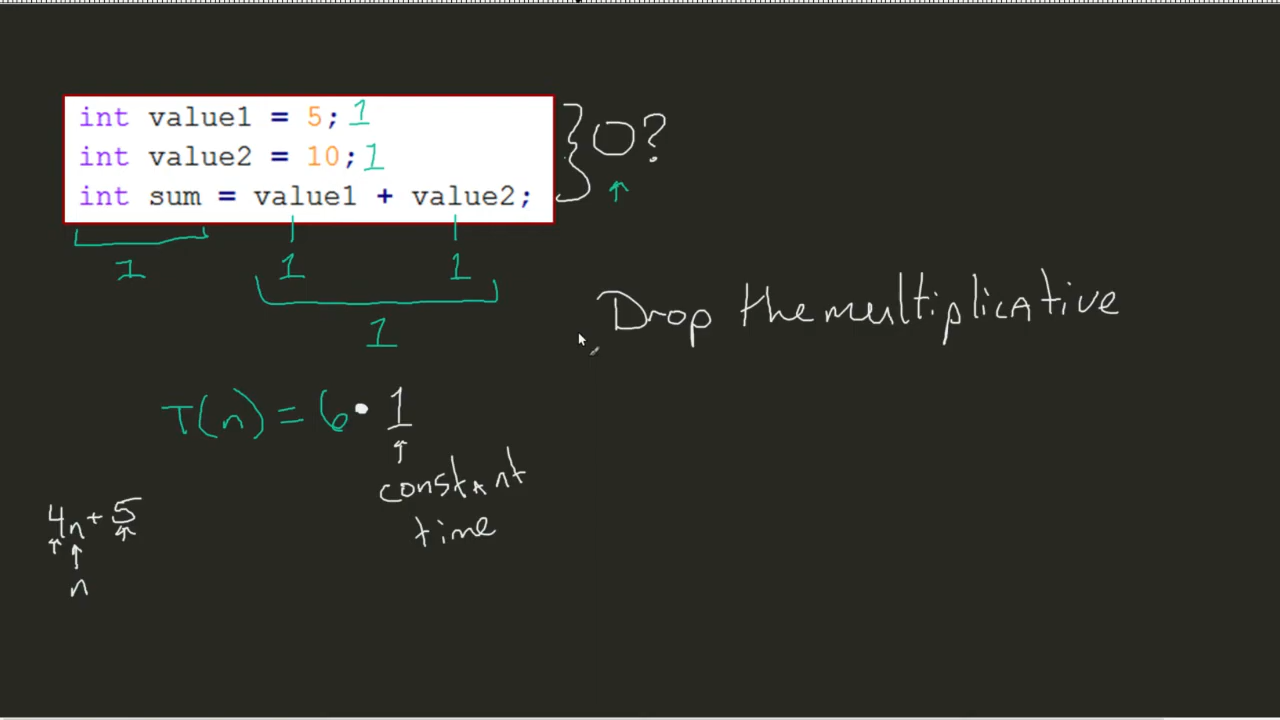 int value1 = 5; 1
int value2 = 10; 1
int sum = value1 + value2;
O?
1 1 1
1
Drop the multiplicative
T(n) = 6 • 1
constant
time
4n + 5
n